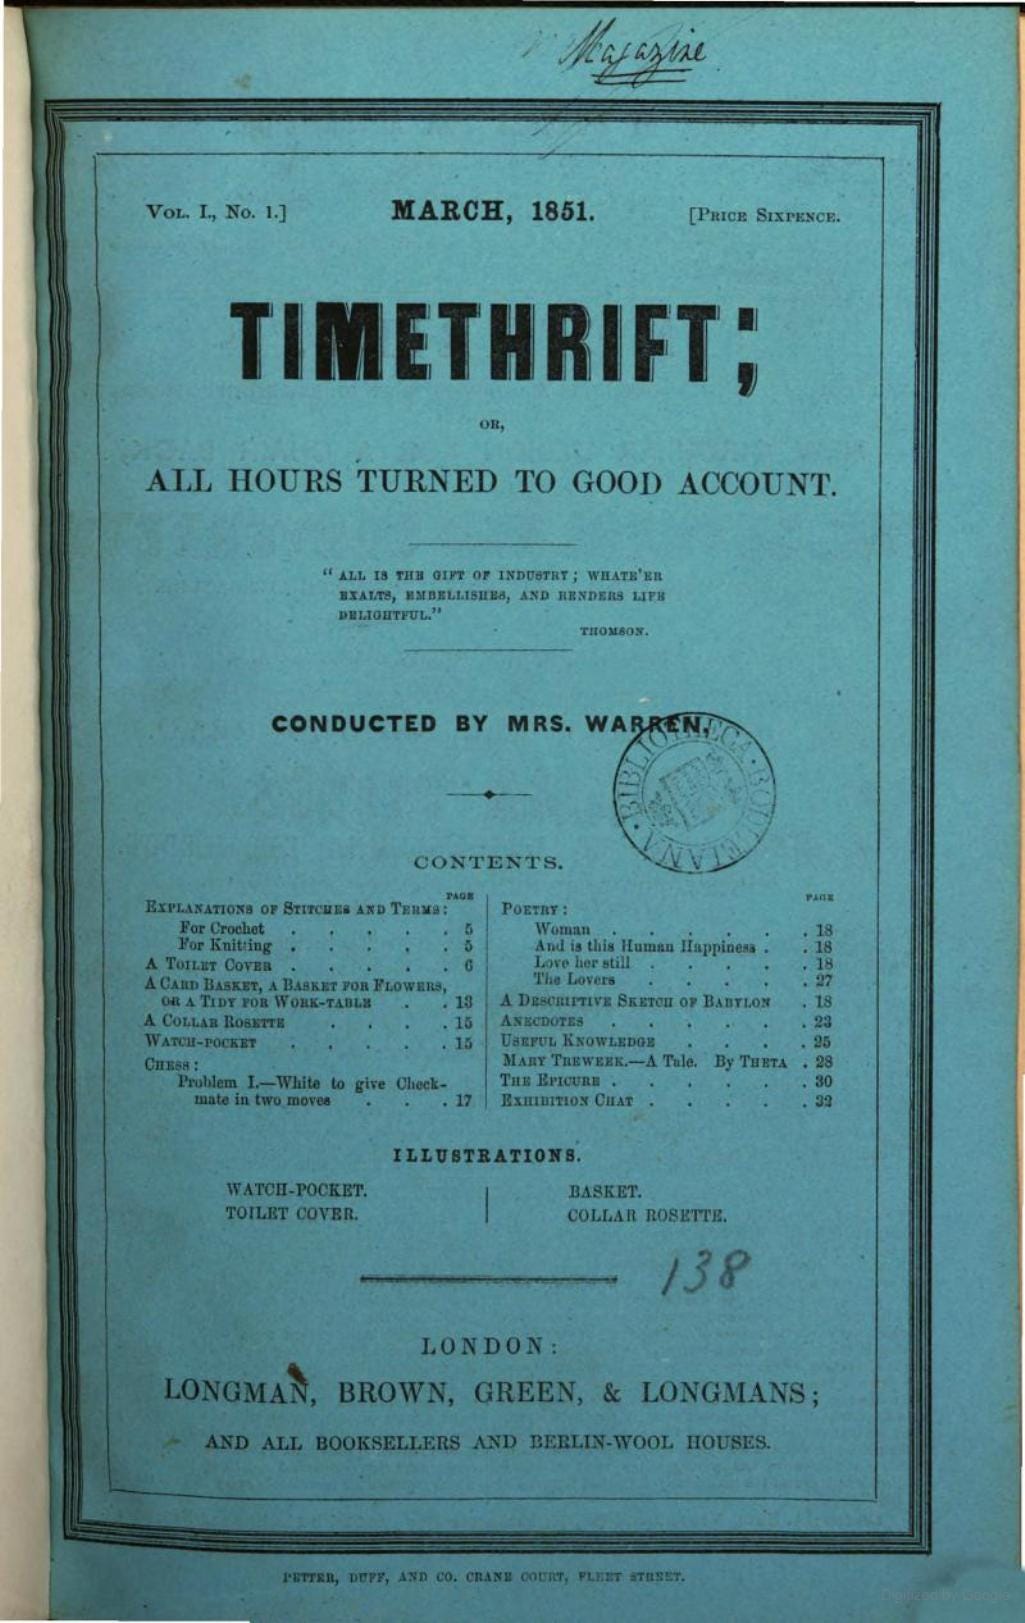 Magazine
VOL. I., No. 1.]
MARCH, 1851.
[PRICE SIXPENCE.
TIMETHRIFT;
OR,
ALL HOURS TURNED TO GOOD ACCOUNT.
"ALL IS THE GIFT OF INDUSTRY; WHATE'ER
EXALTS, EMBELLISHES, AND RENDERS LIFE
DELIGHTFUL."
THOMSON.
CONDUCTED BY MRS. WARREN.
BIBLIOTHECA · BODLEIANA ·
CONTENTS.
PAGE
EXPLANATIONS OF STITCHES AND TERMS:
For Crochet . . . . . 5
For Knitting . . . . . 5
A TOILET COVER . . . . . 6
A CARD BASKET, A BASKET FOR FLOWERS,
OR A TIDY FOR WORK-TABLE . . 13
A COLLAR ROSETTE . . . . 15
WATCH-POCKET . . . . . 15
CHESS:
Problem I.—White to give Check-
mate in two moves . . . 17
PAGE
POETRY:
Woman . . . . . . 18
And is this Human Happiness . . 18
Love her still . . . . . 18
The Lovers . . . . . 27
A DESCRIPTIVE SKETCH OF BABYLON . 18
ANECDOTES . . . . . . 23
USEFUL KNOWLEDGE . . . . 25
MARY TREWEEK.—A Tale. By THETA . 28
THE EPICURE . . . . . . 30
EXHIBITION CHAT . . . . . 32
ILLUSTRATIONS.
WATCH-POCKET.
TOILET COVER.
BASKET.
COLLAR ROSETTE.
138
LONDON:
LONGMAN, BROWN, GREEN, & LONGMANS;
AND ALL BOOKSELLERS AND BERLIN-WOOL HOUSES.
PETTER, DUFF, AND CO. CRANE COURT, FLEET STREET.
Digitized by Google